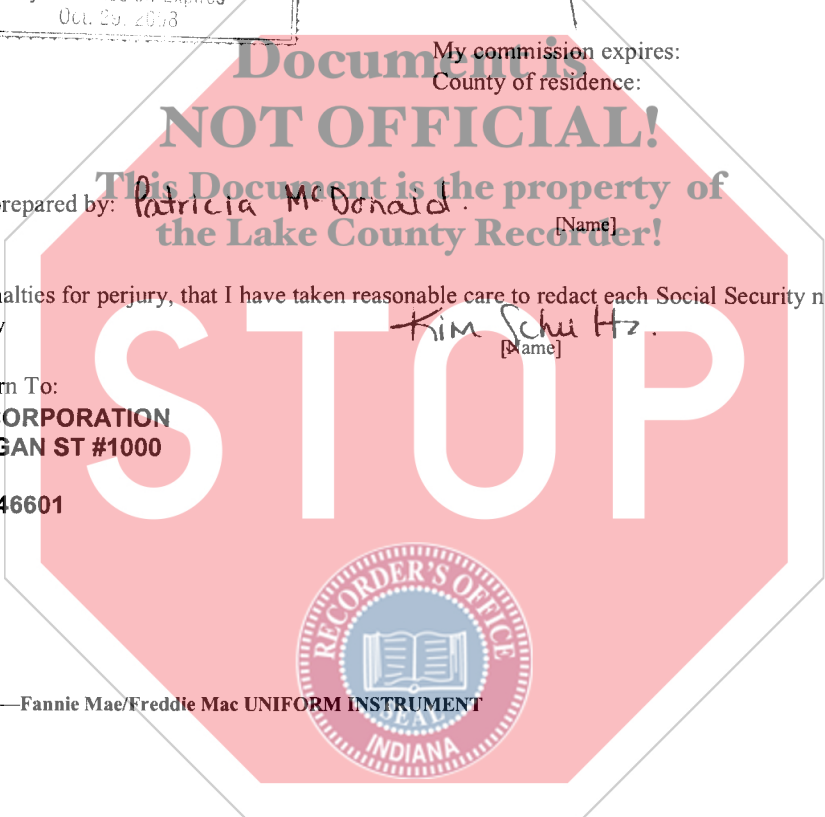 Oct. 29, 2008
My commission expires:
County of residence:
Document is
NOT OFFICIAL!
This Document is the property of
the Lake County Recorder!
repared by: Patricia McDonald.
[Name]
nalties for perjury, that I have taken reasonable care to redact each Social Security n
Kim Schultz.
[Name]
rn To:
ORPORATION
GAN ST #1000
46601
STOP
RECORDER'S OFFICE
SEAL
INDIANA
—Fannie Mae/Freddie Mac UNIFORM INSTRUMENT